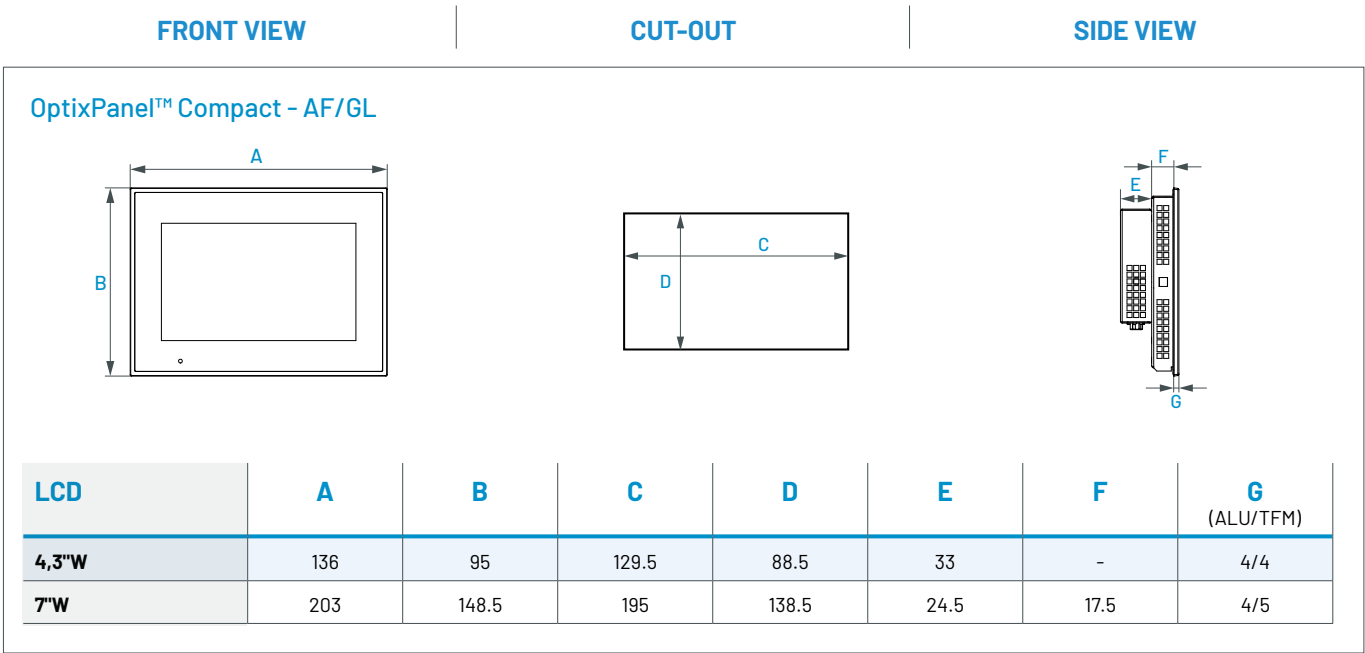 FRONT VIEW CUT-OUT SIDE VIEW
OptixPanel™ Compact - AF/GL
A
B
C
D
F
E
G
LCD A B C D E F G
(ALU/TFM)
4,3"W 136 95 129.5 88.5 33 - 4/4
7"W 203 148.5 195 138.5 24.5 17.5 4/5